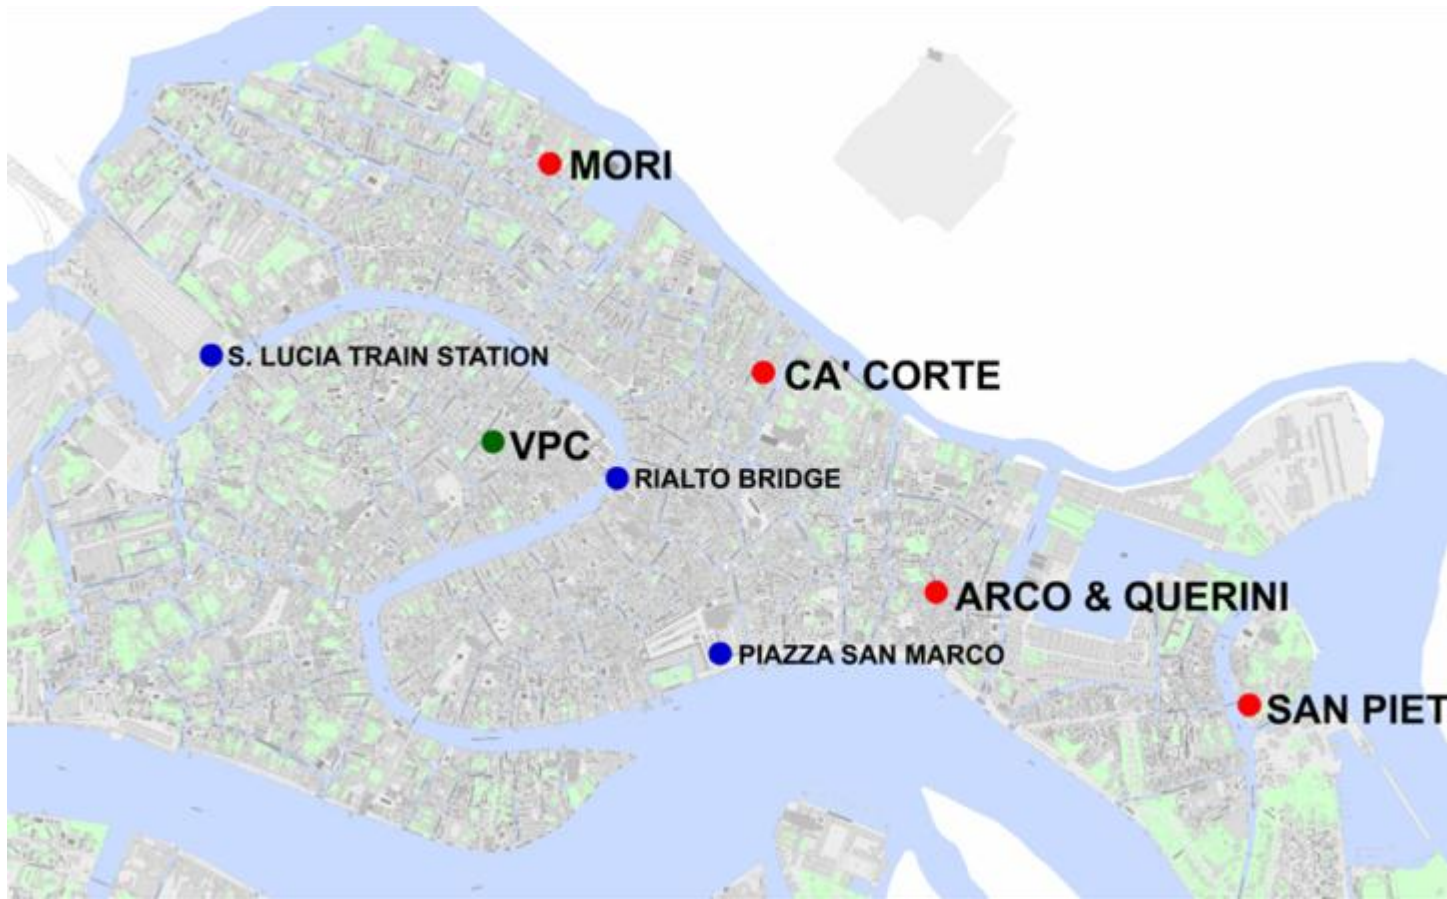 MORI
S. LUCIA TRAIN STATION
CA' CORTE
VPC
RIALTO BRIDGE
ARCO & QUERINI
PIAZZA SAN MARCO
SAN PIET